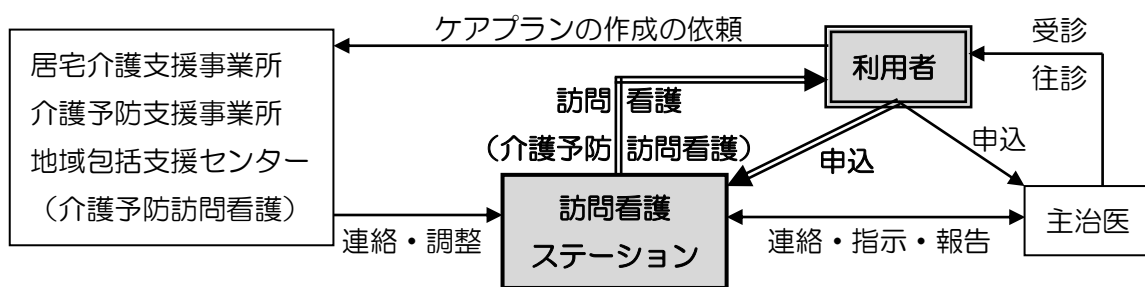 ケアプランの作成の依頼
居宅介護支援事業所
介護予防支援事業所
地域包括支援センター
（介護予防訪問看護）
利用者
受診
往診
訪問看護
（介護予防訪問看護）
申込
申込
訪問看護
ステーション
主治医
連絡・調整
連絡・指示・報告